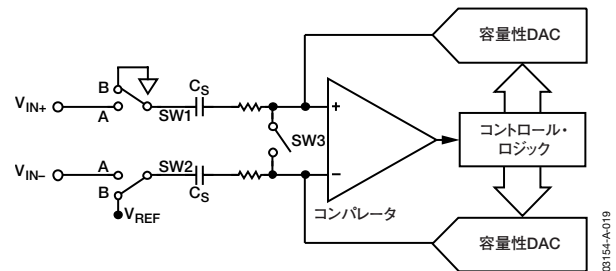 容量性DAC
B
CS
VIN+
A
SW1
+
SW3
コントロール・
ロジック
VIN–
A
SW2
–
B
CS
コンパレータ
VREF
容量性DAC
03154-A-019